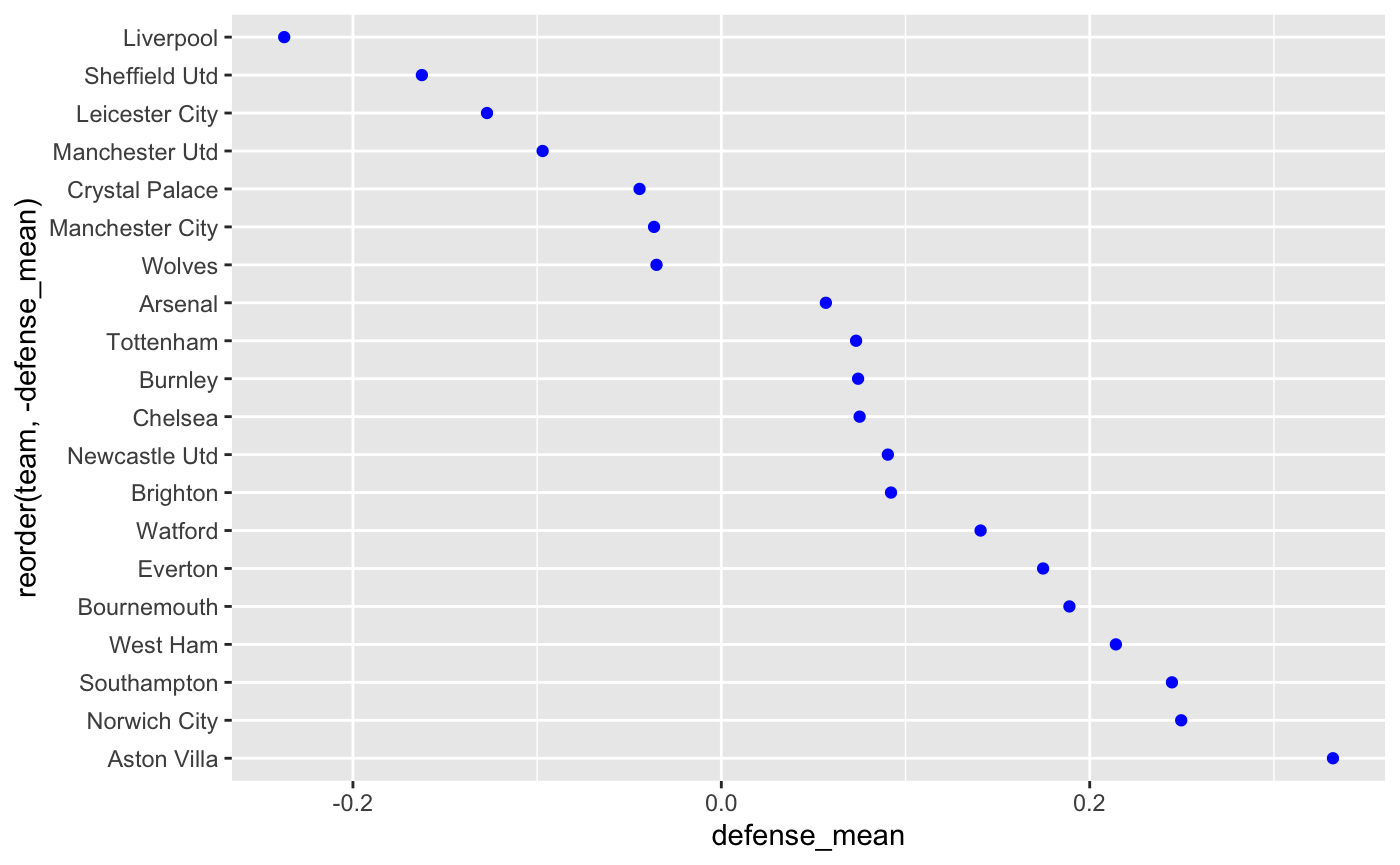 reorder(team, -defense_mean)
Liverpool
Sheffield Utd
Leicester City
Manchester Utd
Crystal Palace
Manchester City
Wolves
Arsenal
Tottenham
Burnley
Chelsea
Newcastle Utd
Brighton
Watford
Everton
Bournemouth
West Ham
Southampton
Norwich City
Aston Villa
-0.2 0.0 0.2
defense_mean